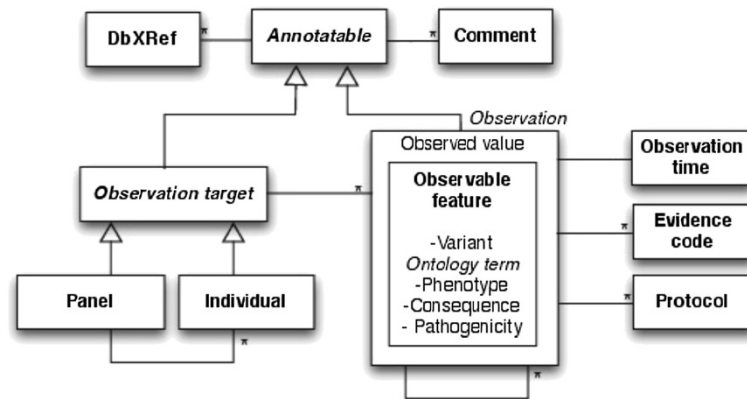 DbXRef
*
Annotatable
*
Comment
Observation
Observed value
Observable
feature
-Variant
Ontology term
-Phenotype
-Consequence
- Pathogenicity
Observation target
*
Observation
time
*
Evidence
code
*
Protocol
Panel
Individual
*
*